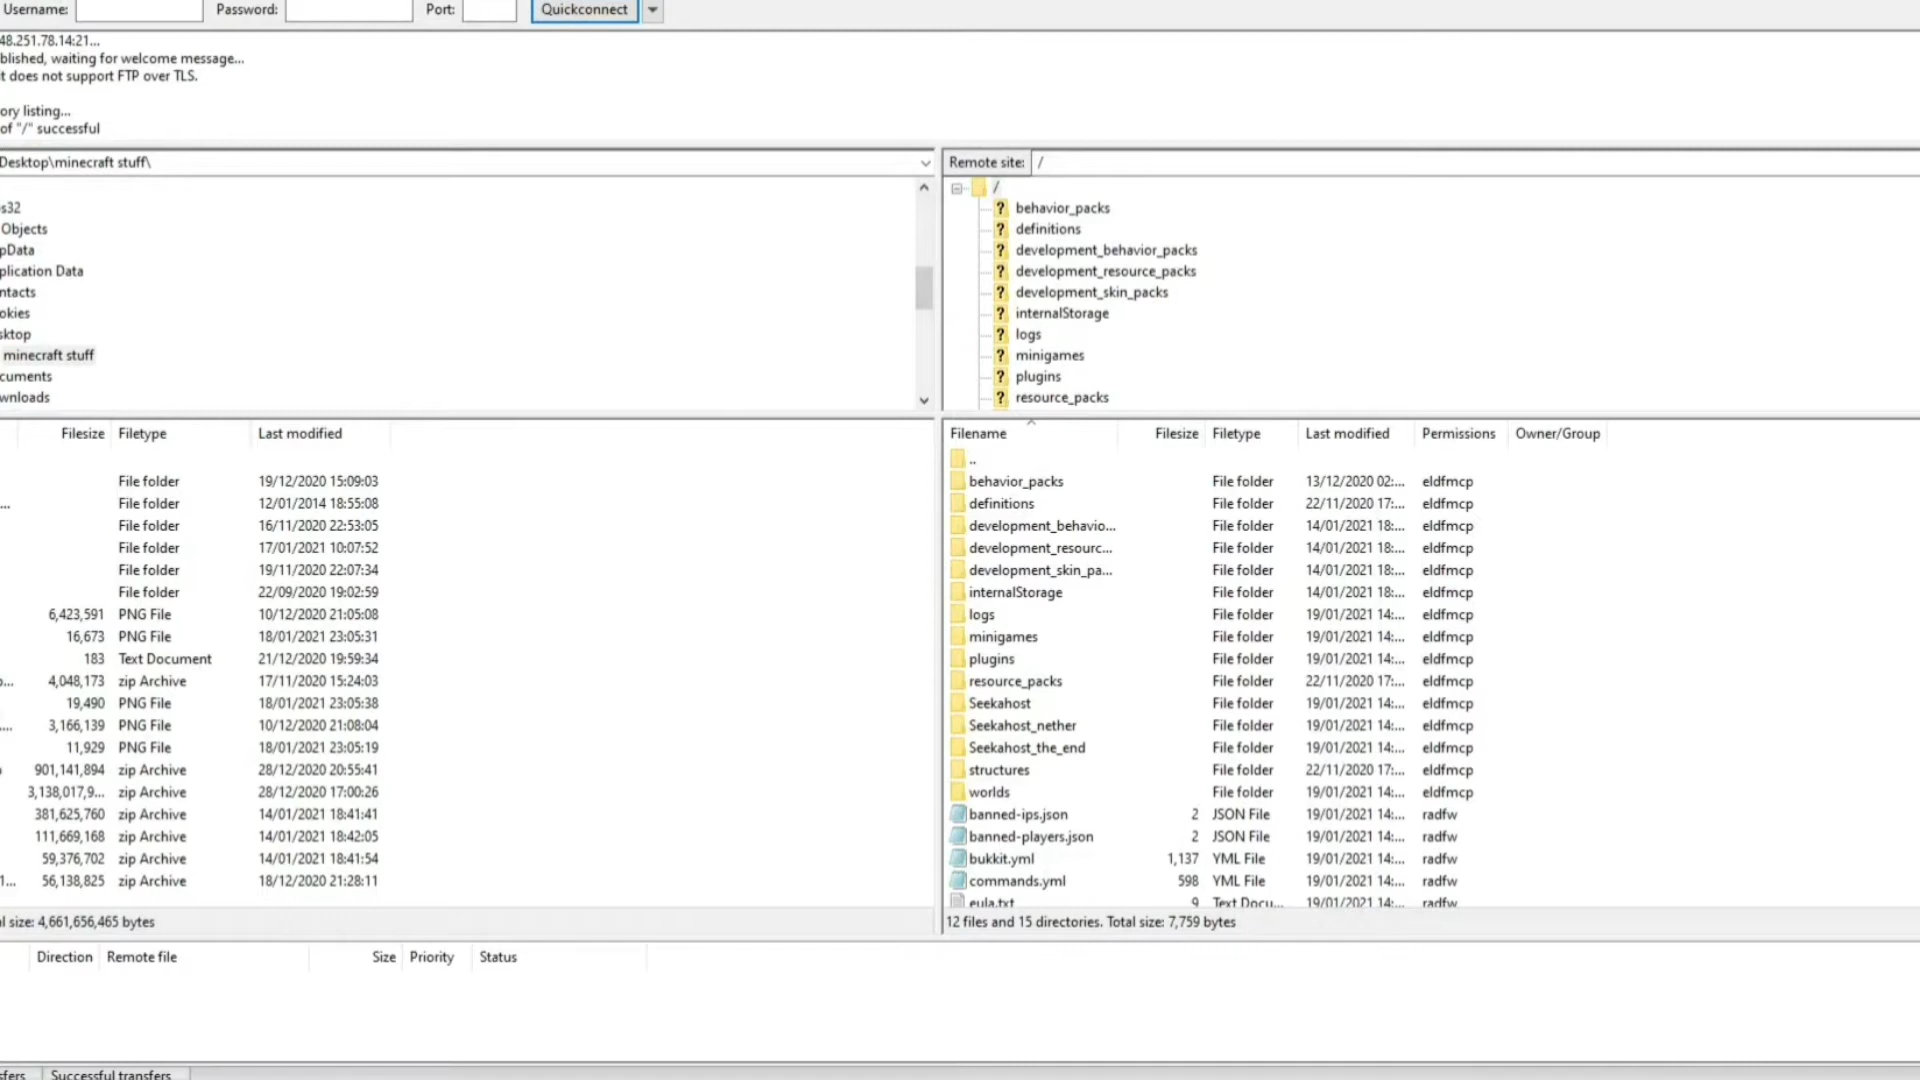 Username: Password: Port: Quickconnect
48.251.78.14:21...
blished, waiting for welcome message...
t does not support FTP over TLS.
ory listing...
of "/" successful
Desktop\minecraft stuff\
s32
Objects
pData
plication Data
ntacts
okies
sktop
minecraft stuff
cuments
wnloads
Remote site: /
/
behavior_packs
definitions
development_behavior_packs
development_resource_packs
development_skin_packs
internalStorage
logs
minigames
plugins
resource_packs
Filesize Filetype Last modified
File folder 19/12/2020 15:09:03
... File folder 12/01/2014 18:55:08
File folder 16/11/2020 22:53:05
File folder 17/01/2021 10:07:52
File folder 19/11/2020 22:07:34
File folder 22/09/2020 19:02:59
6,423,591 PNG File 10/12/2020 21:05:08
16,673 PNG File 18/01/2021 23:05:31
183 Text Document 21/12/2020 19:59:34
o... 4,048,173 zip Archive 17/11/2020 15:24:03
19,490 PNG File 18/01/2021 23:05:38
... 3,166,139 PNG File 10/12/2020 21:08:04
11,929 PNG File 18/01/2021 23:05:19
901,141,894 zip Archive 28/12/2020 20:55:41
3,138,017,9... zip Archive 28/12/2020 17:00:26
381,625,760 zip Archive 14/01/2021 18:41:41
111,669,168 zip Archive 14/01/2021 18:42:05
59,376,702 zip Archive 14/01/2021 18:41:54
1... 56,138,825 zip Archive 18/12/2020 21:28:11
l size: 4,661,656,465 bytes
Filename Filesize Filetype Last modified Permissions Owner/Group
..
behavior_packs File folder 13/12/2020 02:... eldfmcp
definitions File folder 22/11/2020 17:... eldfmcp
development_behavio... File folder 14/01/2021 18:... eldfmcp
development_resourc... File folder 14/01/2021 18:... eldfmcp
development_skin_pa... File folder 14/01/2021 18:... eldfmcp
internalStorage File folder 14/01/2021 18:... eldfmcp
logs File folder 19/01/2021 14:... eldfmcp
minigames File folder 19/01/2021 14:... eldfmcp
plugins File folder 19/01/2021 14:... eldfmcp
resource_packs File folder 22/11/2020 17:... eldfmcp
Seekahost File folder 19/01/2021 14:... eldfmcp
Seekahost_nether File folder 19/01/2021 14:... eldfmcp
Seekahost_the_end File folder 19/01/2021 14:... eldfmcp
structures File folder 22/11/2020 17:... eldfmcp
worlds File folder 19/01/2021 14:... eldfmcp
banned-ips.json 2 JSON File 19/01/2021 14:... radfw
banned-players.json 2 JSON File 19/01/2021 14:... radfw
bukkit.yml 1,137 YML File 19/01/2021 14:... radfw
commands.yml 598 YML File 19/01/2021 14:... radfw
eula.txt 9 Text Docu... 19/01/2021 14:... radfw
12 files and 15 directories. Total size: 7,759 bytes
Direction Remote file Size Priority Status
sfers Successful transfers